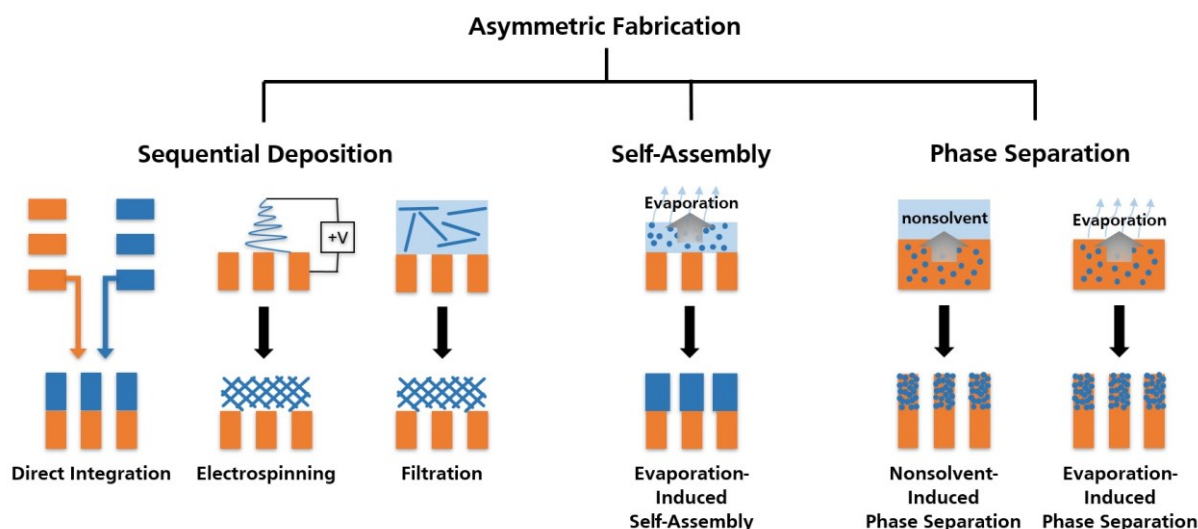 Asymmetric Fabrication
Sequential Deposition
Self-Assembly
Phase Separation
+V
Evaporation
nonsolvent
Evaporation
Direct Integration
Electrospinning
Filtration
Evaporation-
Induced
Self-Assembly
Nonsolvent-
Induced
Phase Separation
Evaporation-
Induced
Phase Separation